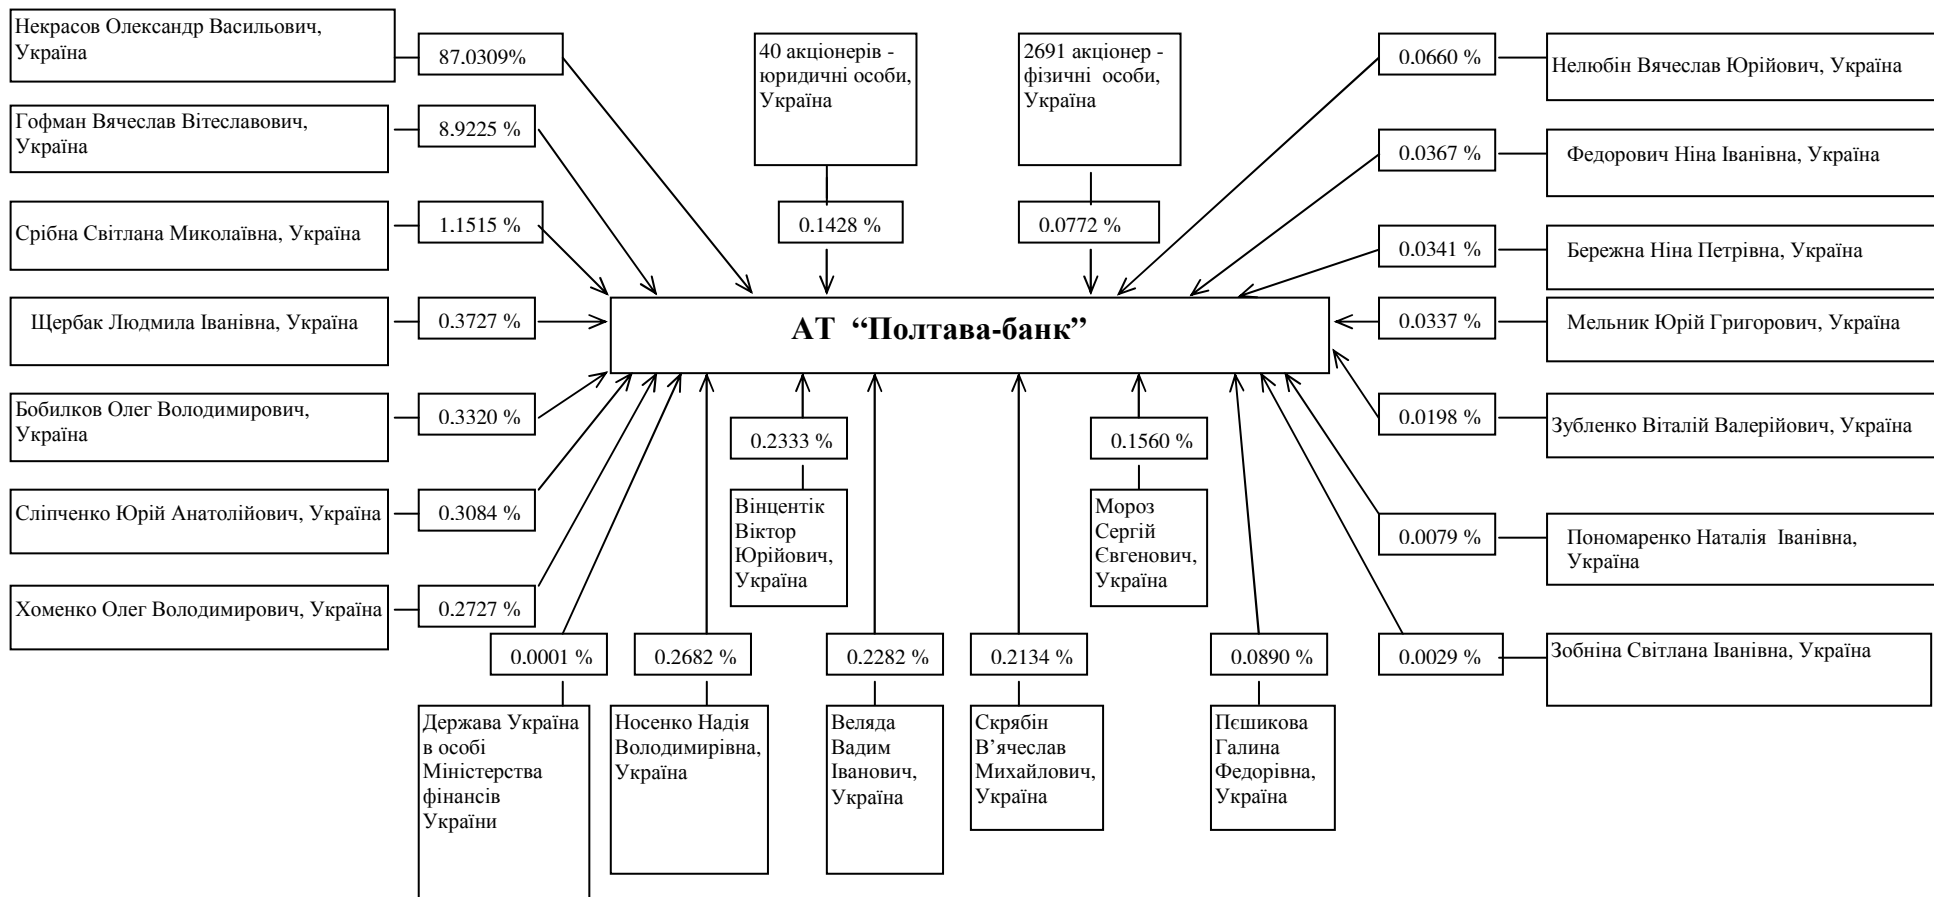 Некрасов Олександр Васильович,
Україна
87.0309%
40 акціонерів -
юридичні особи,
Україна
2691 акціонер -
фізичні особи,
Україна
0.0660 %
Нелюбін Вячеслав Юрійович, Україна
Гофман Вячеслав Вітеславович,
Україна
8.9225 %
0.0367 %
Федорович Ніна Іванівна, Україна
Срібна Світлана Миколаївна, Україна
1.1515 %
0.1428 %
0.0772 %
0.0341 %
Бережна Ніна Петрівна, Україна
Щербак Людмила Іванівна, Україна
0.3727 %
АТ “Полтава-банк”
0.0337 %
Мельник Юрій Григорович, Україна
Бобилков Олег Володимирович,
Україна
0.3320 %
0.2333 %
0.1560 %
0.0198 %
Зубленко Віталій Валерійович, Україна
Сліпченко Юрій Анатолійович, Україна
0.3084 %
Вінцентік
Віктор
Юрійович,
Україна
Мороз
Сергій
Євгенович,
Україна
0.0079 %
Пономаренко Наталія Іванівна,
Україна
Хоменко Олег Володимирович, Україна
0.2727 %
0.0001 %
0.2682 %
0.2282 %
0.2134 %
0.0890 %
0.0029 %
Зобніна Світлана Іванівна, Україна
Держава Україна
в особі
Міністерства
фінансів
України
Носенко Надія
Володимирівна,
Україна
Веляда
Вадим
Іванович,
Україна
Скрябін
В’ячеслав
Михайлович,
Україна
Пєшикова
Галина
Федорівна,
Україна